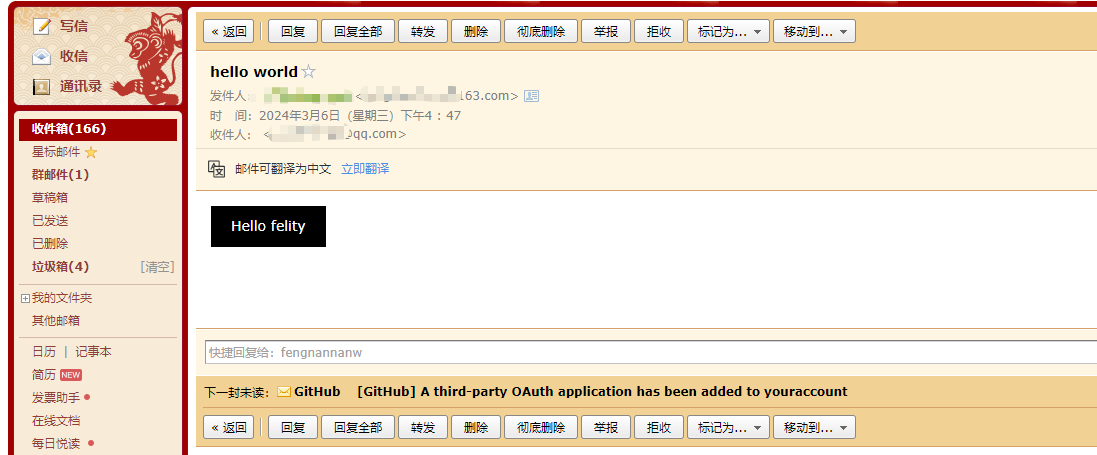 写信
收信
通讯录
收件箱(166)
星标邮件
群邮件(1)
草稿箱
已发送
已删除
垃圾箱(4) [清空]
我的文件夹
其他邮箱
日历 | 记事本
简历 NEW
发票助手
在线文档
每日悦读
« 返回 回复 回复全部 转发 删除 彻底删除 举报 拒收 标记为... 移动到...
hello world
发件人: < 163.com>
时 间: 2024年3月6日 (星期三) 下午4:47
收件人: < @qq.com>
邮件可翻译为中文 立即翻译
Hello felity
快捷回复给: fengnannanw
下一封未读: GitHub [GitHub] A third-party OAuth application has been added to youraccount
« 返回 回复 回复全部 转发 删除 彻底删除 举报 拒收 标记为... 移动到...